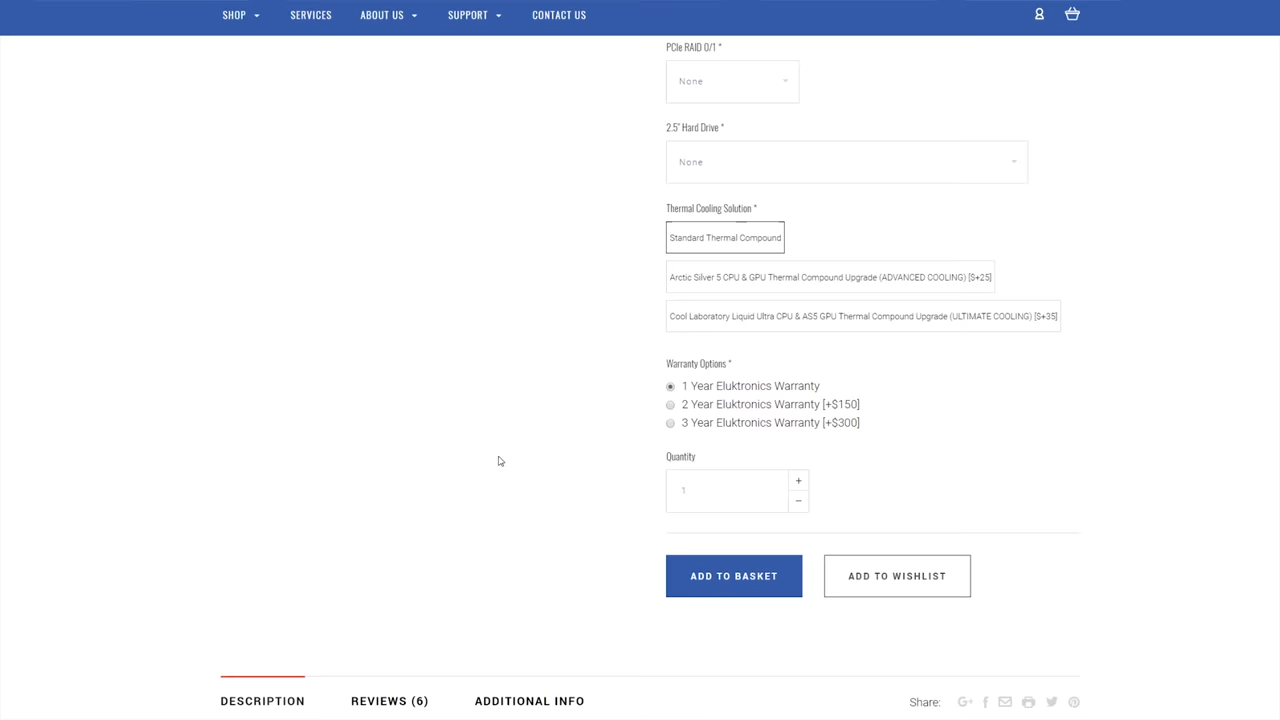 SHOP SERVICES ABOUT US SUPPORT CONTACT US
PCIe RAID 0/1 *
None
2.5" Hard Drive *
None
Thermal Cooling Solution *
Standard Thermal Compound
Arctic Silver 5 CPU & GPU Thermal Compound Upgrade (ADVANCED COOLING) [$+25]
Cool Laboratory Liquid Ultra CPU & AS5 GPU Thermal Compound Upgrade (ULTIMATE COOLING) [$+35]
Warranty Options *
1 Year Eluktronics Warranty
2 Year Eluktronics Warranty [+$150]
3 Year Eluktronics Warranty [+$300]
Quantity
1
+
−
ADD TO BASKET ADD TO WISHLIST
DESCRIPTION REVIEWS (6) ADDITIONAL INFO Share: G+ f